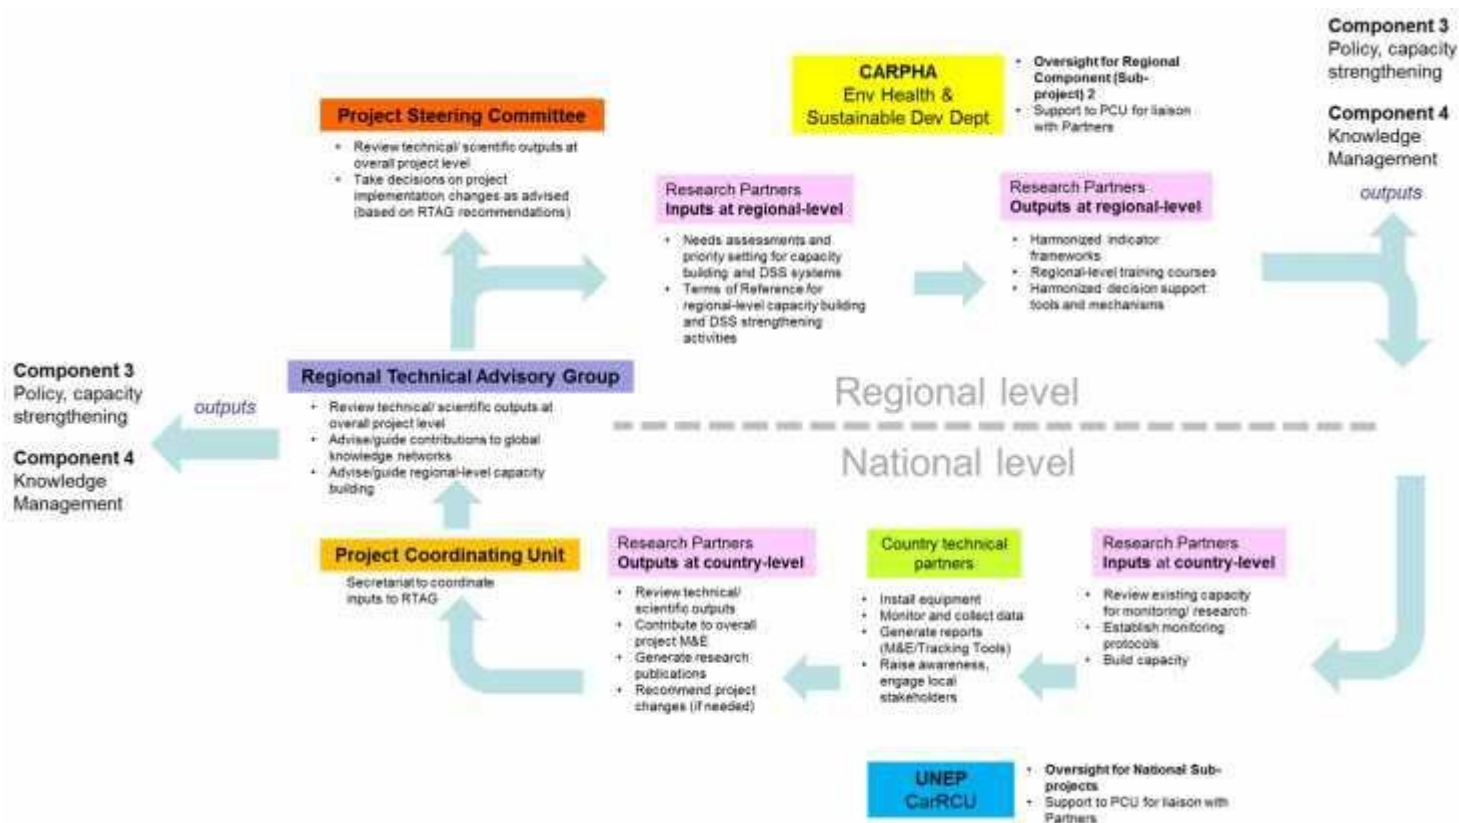 Component 3
Policy, capacity
strengthening
Component 4
Knowledge
Management
outputs
CARPHA
Env Health &
Sustainable Dev Dept
• Oversight for Regional
Component (Sub-
project) 2
• Support to PCU for liaison
with Partners
Project Steering Committee
• Review technical/ scientific outputs at
overall project level
• Take decisions on project
implementation changes as advised
(based on RTAG recommendations)
Research Partners
Inputs at regional-level
• Needs assessments and
priority setting for capacity
building and DSS systems
• Terms of Reference for
regional-level capacity building
and DSS strengthening
activities
Research Partners
Outputs at regional-level
• Harmonized indicator
frameworks
• Regional-level training courses
• Harmonized decision support
tools and mechanisms
Component 3
Policy, capacity
strengthening
Component 4
Knowledge
Management
outputs
Regional Technical Advisory Group
• Review technical/ scientific outputs at
overall project level
• Advise/guide contributions to global
knowledge networks
• Advise/guide regional-level capacity
building
Regional level
National level
Project Coordinating Unit
Secretariat to coordinate
inputs to RTAG
Research Partners
Outputs at country-level
• Review technical/
scientific outputs
• Contribute to overall
project M&E
• Generate research
publications
• Recommend project
changes (if needed)
Country technical
partners
• Install equipment
• Monitor and collect data
• Generate reports
(M&E/Tracking Tools)
• Raise awareness,
engage local
stakeholders
Research Partners
Inputs at country-level
• Review existing capacity
for monitoring/ research
• Establish monitoring
protocols
• Build capacity
UNEP
CarRCU
• Oversight for National Sub-
projects
• Support to PCU for liaison with
Partners